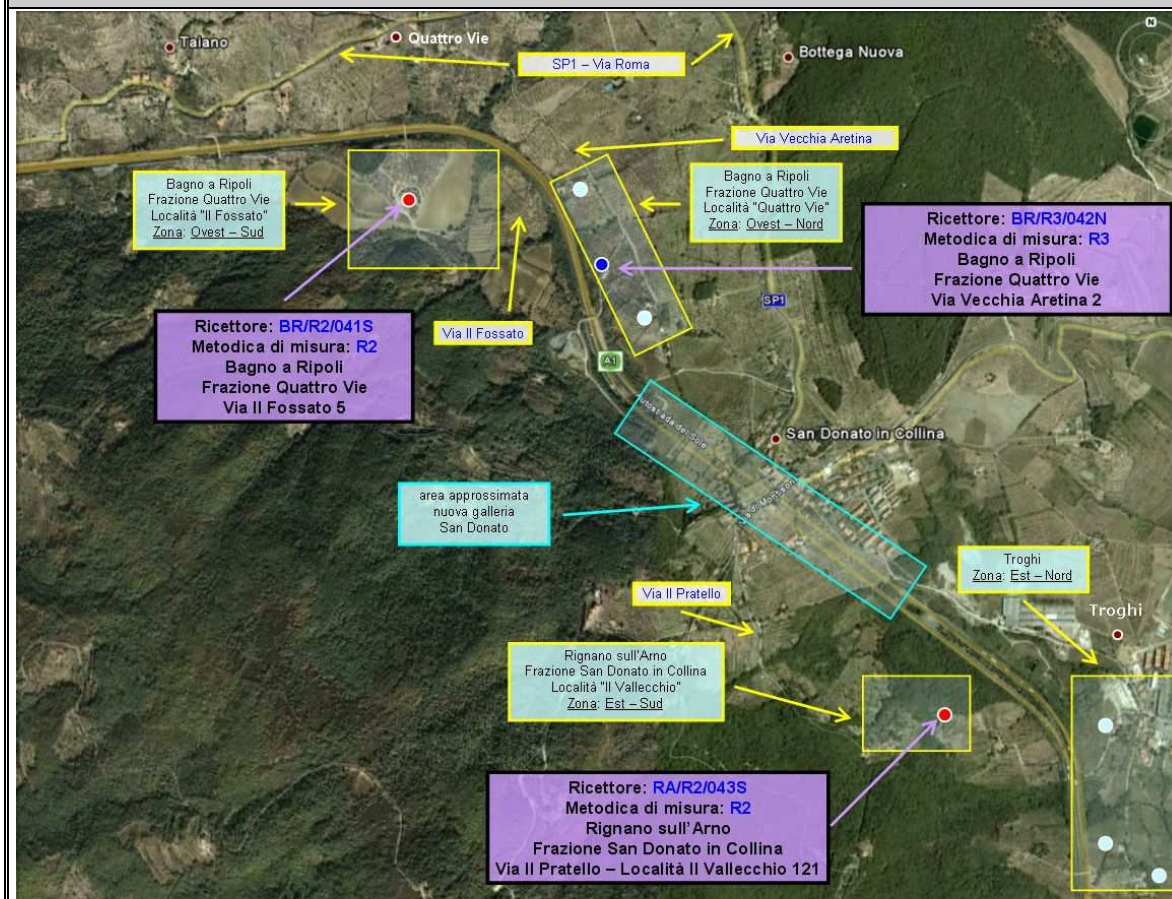 N
Taiano
Quattro Vie
SP1 – Via Roma
Bottega Nuova
Via Vecchia Aretina
Bagno a Ripoli
Frazione Quattro Vie
Località "Il Fossato"
Zona: Ovest – Sud
Bagno a Ripoli
Frazione Quattro Vie
Località "Quattro Vie"
Zona: Ovest – Nord
Ricettore: BR/R3/042N
Metodica di misura: R3
Bagno a Ripoli
Frazione Quattro Vie
Via Vecchia Aretina 2
Ricettore: BR/R2/041S
Metodica di misura: R2
Bagno a Ripoli
Frazione Quattro Vie
Via Il Fossato 5
Via Il Fossato
SP1
A1
Autostrada del Sole
San Donato in Collina
area approssimata
nuova galleria
San Donato
Troghi
Zona: Est – Nord
Via Il Pratello
Troghi
Rignano sull'Arno
Frazione San Donato in Collina
Località "Il Vallecchio"
Zona: Est – Sud
Ricettore: RA/R2/043S
Metodica di misura: R2
Rignano sull'Arno
Frazione San Donato in Collina
Via Il Pratello – Località Il Vallecchio 121